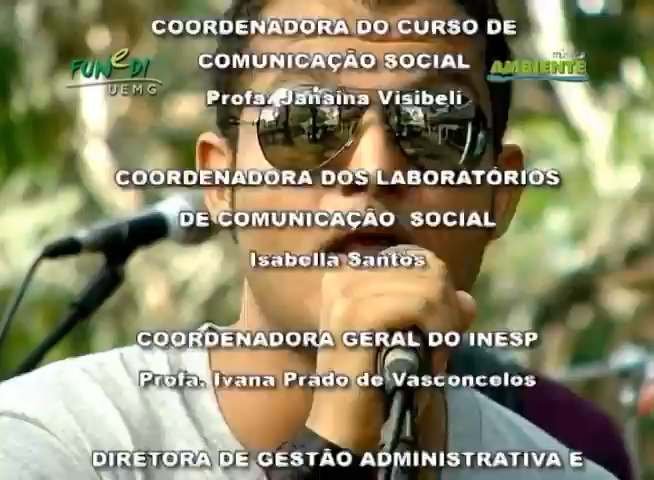 COORDENADORA DO CURSO DE
COMUNICAÇÃO SOCIAL
FUNeDI
UEMG
música
AMBIENTE
Profa. Janaina Visibeli
COORDENADORA DOS LABORATÓRIOS
DE COMUNICAÇÃO SOCIAL
Isabella Santos
COORDENADORA GERAL DO INESP
Profa. Ivana Prado de Vasconcelos
DIRETORA DE GESTÃO ADMINISTRATIVA E